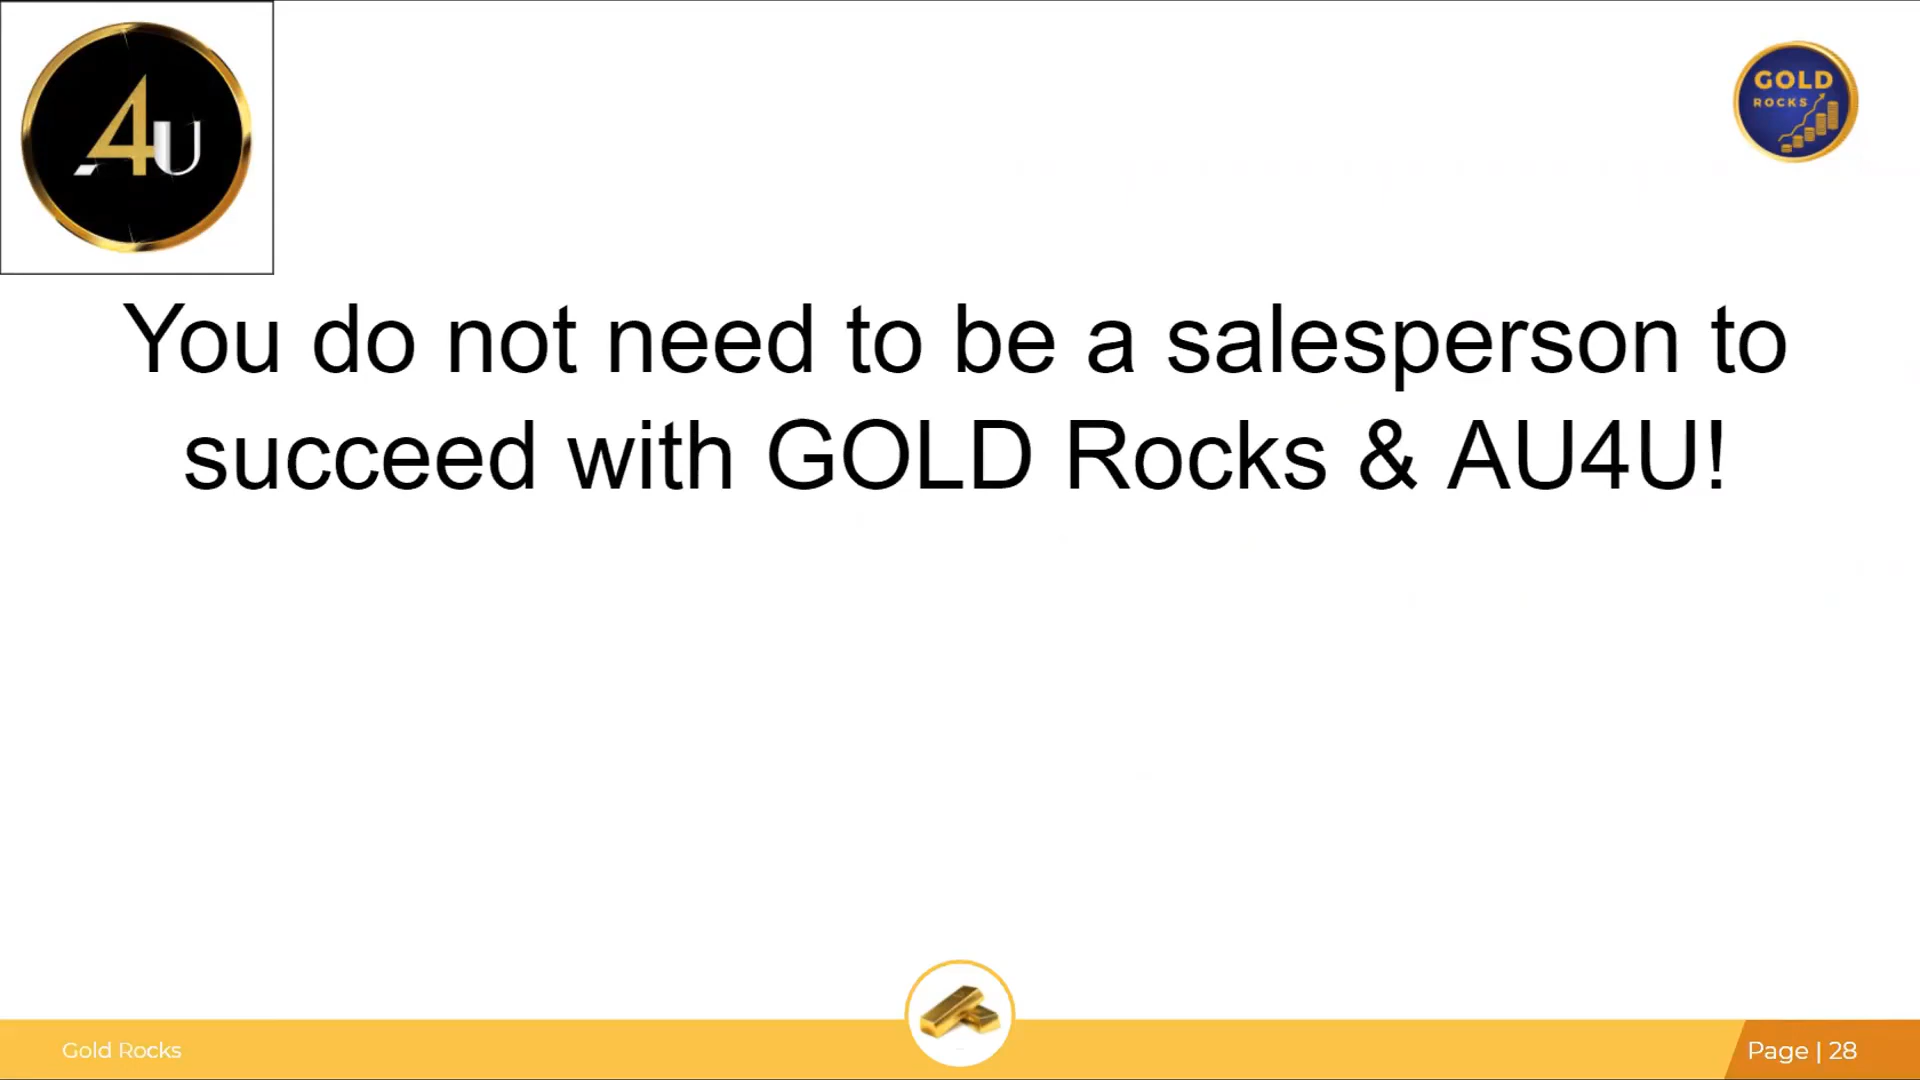 4U
GOLD
ROCKS
You do not need to be a salesperson to
succeed with GOLD Rocks & AU4U!
Gold Rocks
Page | 28